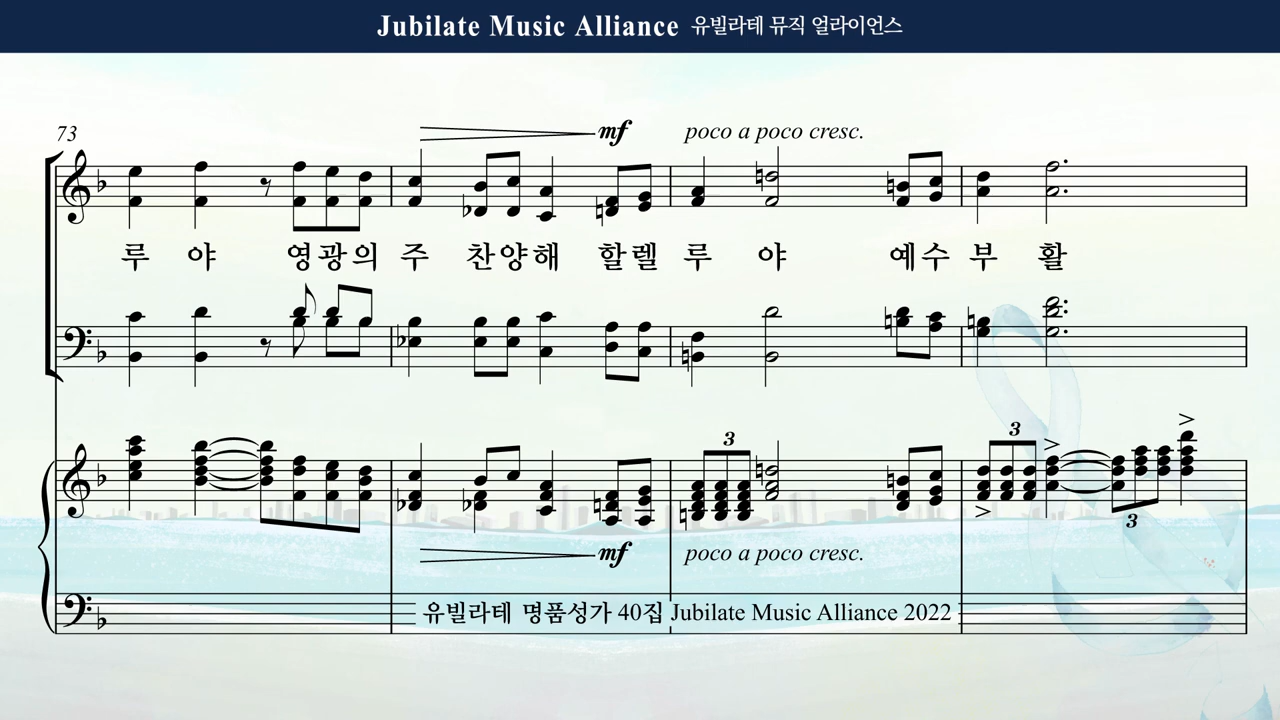 Jubilate Music Alliance 유빌라테 뮤직 얼라이언스
73
mf poco a poco cresc.
루 야 영광의 주 찬양해 할렐 루 야 예수 부 활
3 3
3
mf poco a poco cresc.
유빌라테 명품성가 40집 Jubilate Music Alliance 2022